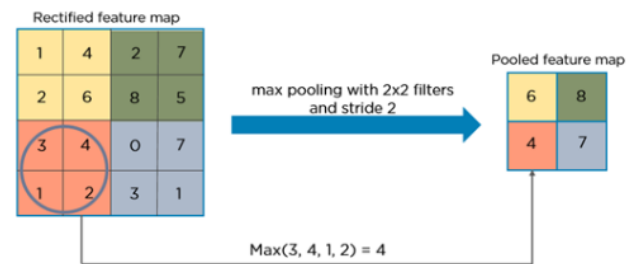 Rectified feature map
1 4 2 7
2 6 8 5
3 4 0 7
1 2 3 1
max pooling with 2x2 filters
and stride 2
Pooled feature map
6 8
4 7
Max(3, 4, 1, 2) = 4